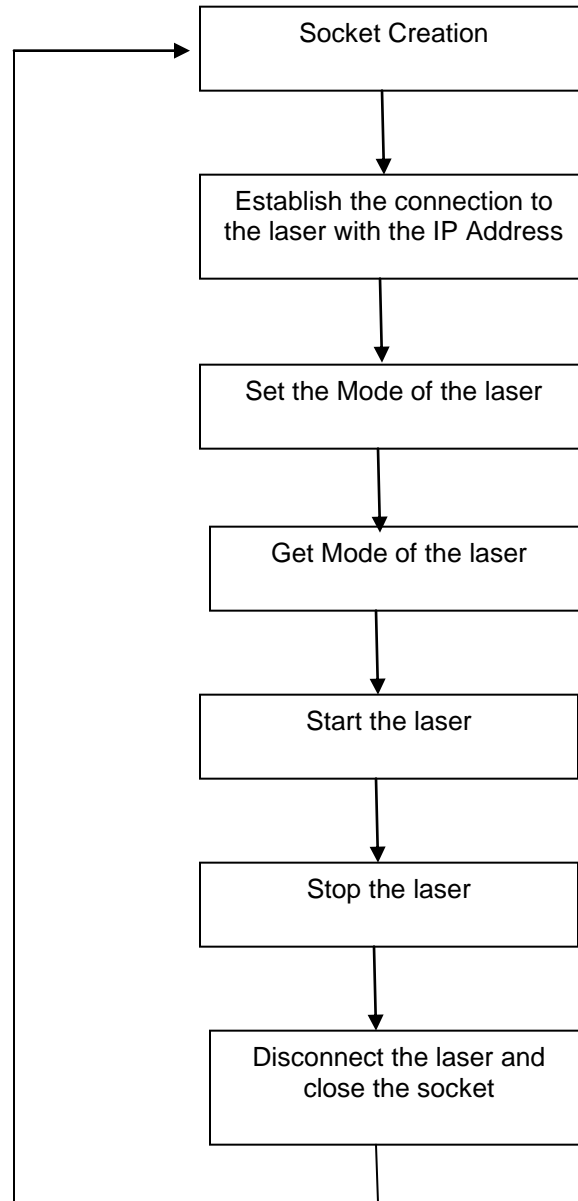 Socket Creation
Establish the connection to
the laser with the IP Address
Set the Mode of the laser
Get Mode of the laser
Start the laser
Stop the laser
Disconnect the laser and
close the socket